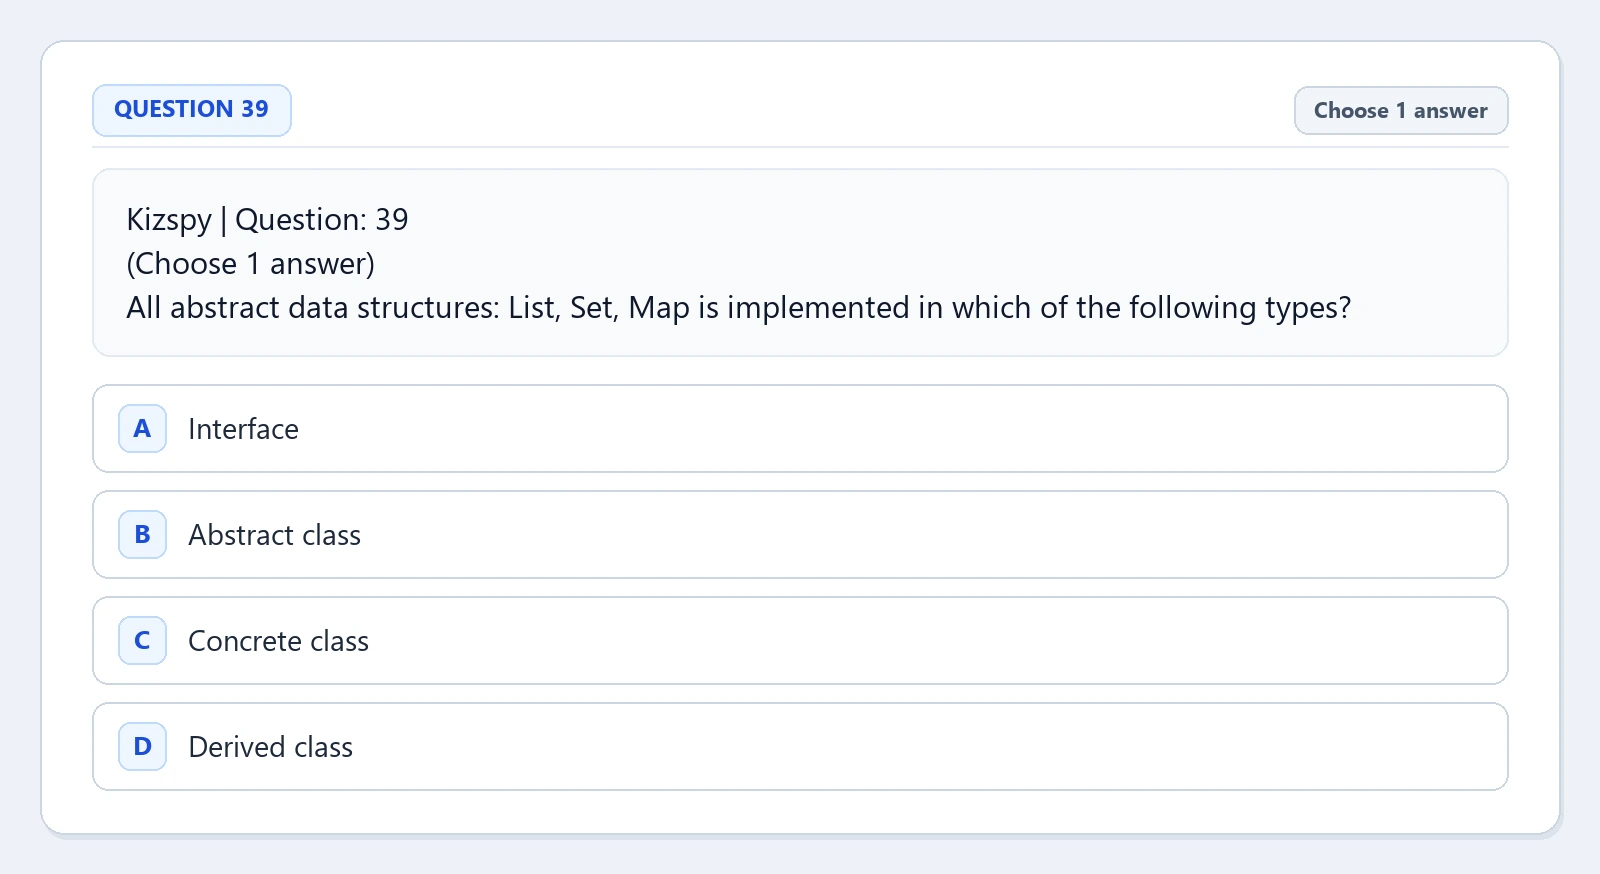 QUESTION 39
Choose 1 answer
Kizspy | Question: 39
(Choose 1 answer)
All abstract data structures: List, Set, Map is implemented in which of the following types?
A Interface
B Abstract class
C Concrete class
D Derived class